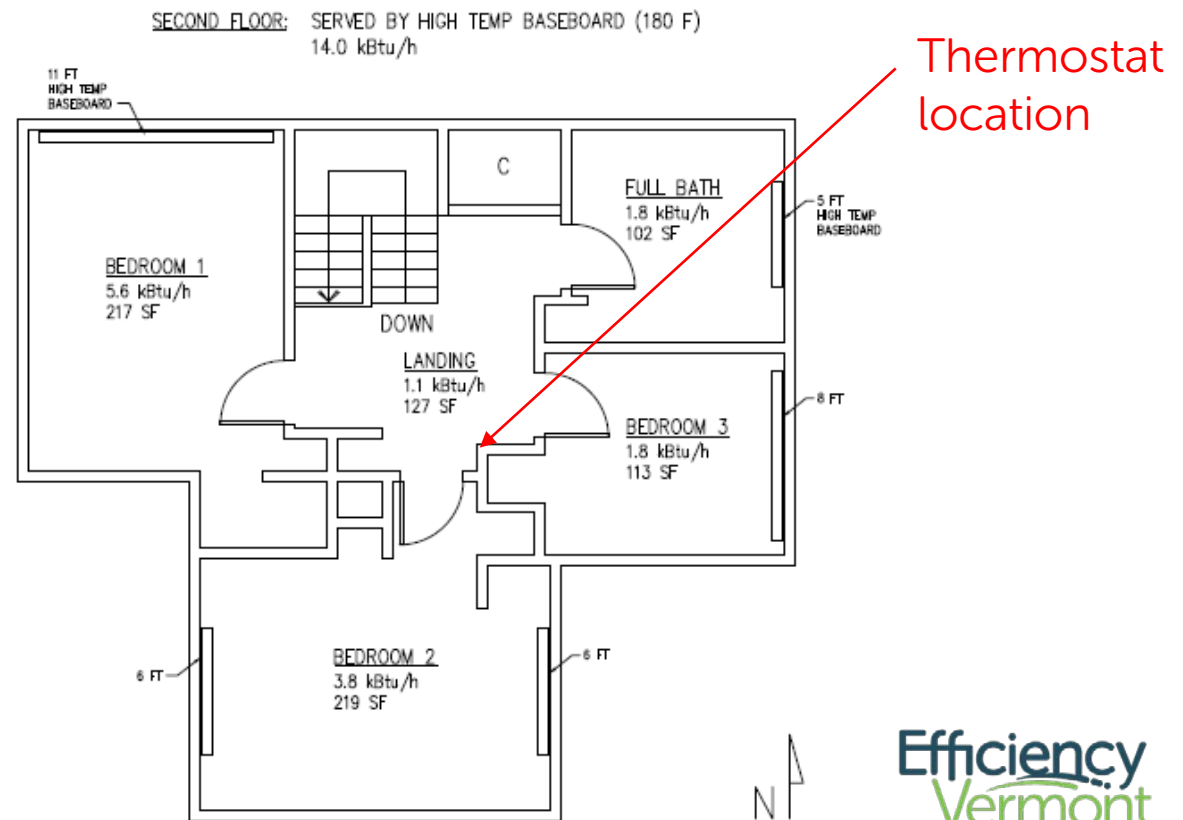 SECOND FLOOR: SERVED BY HIGH TEMP BASEBOARD (180 F)
14.0 kBtu/h
Thermostat
location
11 FT
HIGH TEMP
BASEBOARD
C
FULL BATH
1.8 kBtu/h
102 SF
5 FT
HIGH TEMP
BASEBOARD
BEDROOM 1
5.6 kBtu/h
217 SF
DOWN
LANDING
1.1 kBtu/h
127 SF
8 FT
BEDROOM 3
1.8 kBtu/h
113 SF
6 FT
BEDROOM 2
3.8 kBtu/h
219 SF
6 FT
N
Efficiency
Vermont